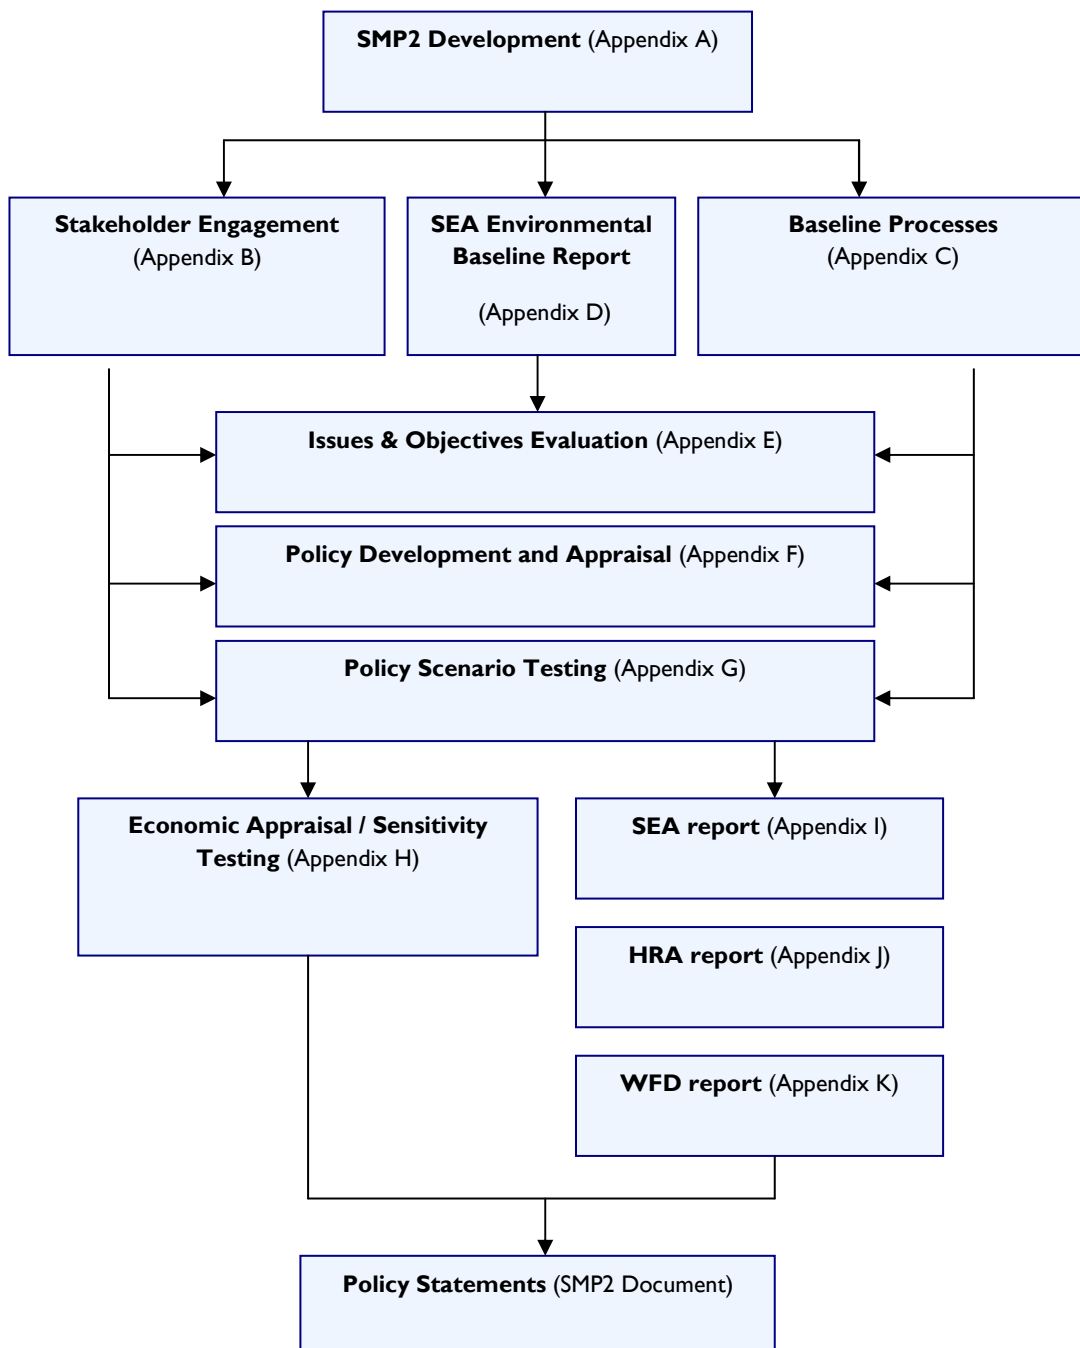 SMP2 Development (Appendix A)
Stakeholder Engagement
(Appendix B)
SEA Environmental
Baseline Report
(Appendix D)
Baseline Processes
(Appendix C)
Issues & Objectives Evaluation (Appendix E)
Policy Development and Appraisal (Appendix F)
Policy Scenario Testing (Appendix G)
Economic Appraisal / Sensitivity
Testing (Appendix H)
SEA report (Appendix I)
HRA report (Appendix J)
WFD report (Appendix K)
Policy Statements (SMP2 Document)